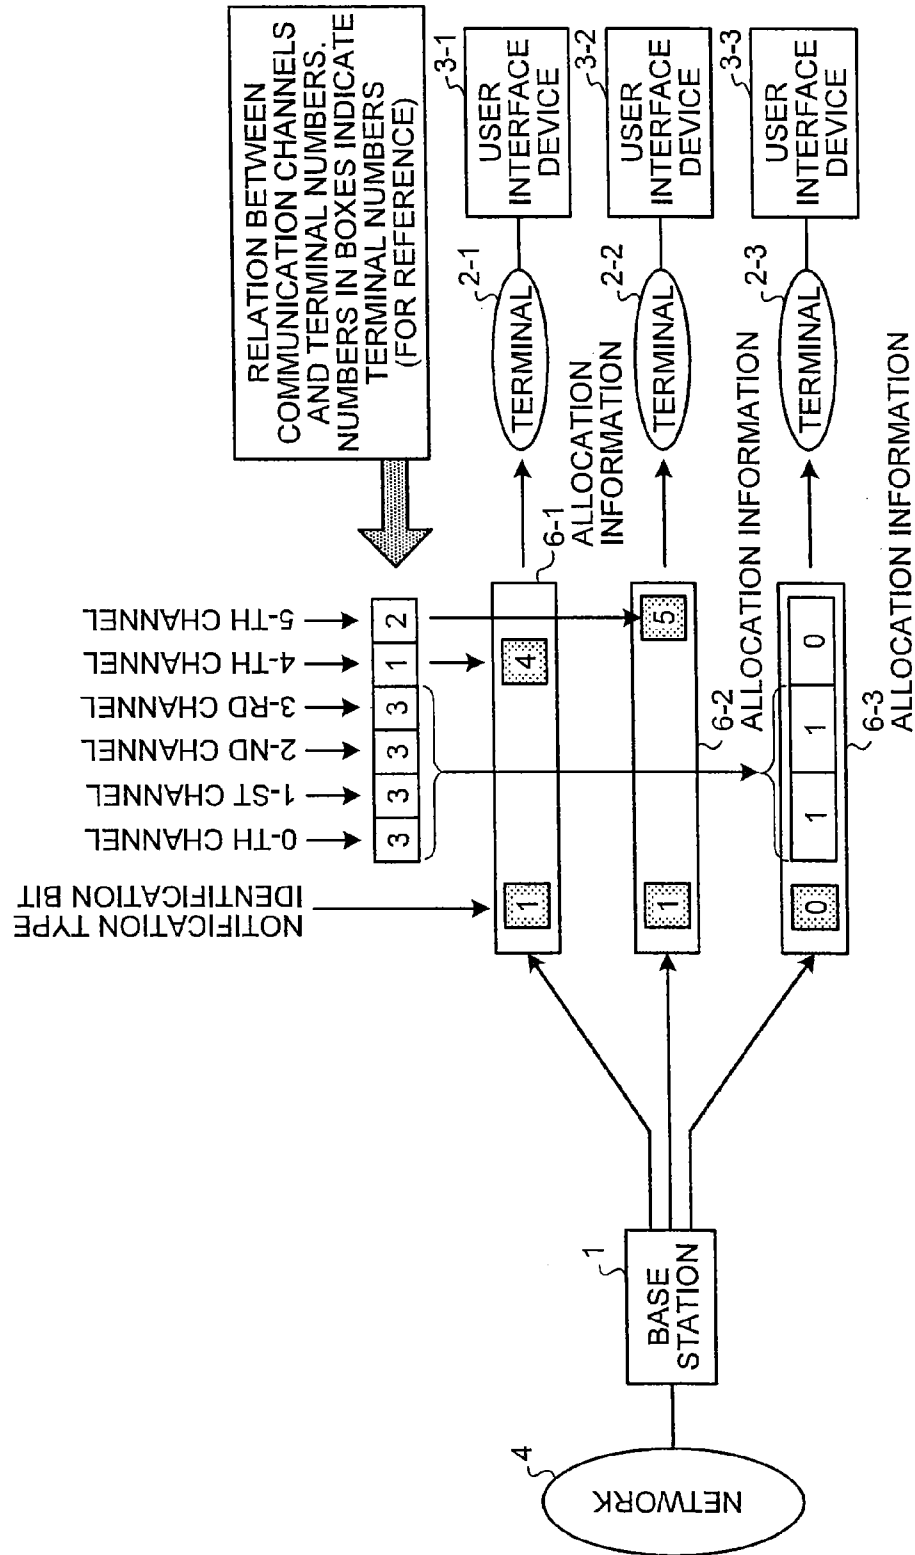 RELATION BETWEEN
COMMUNICATION CHANNELS
AND TERMINAL NUMBERS.
NUMBERS IN BOXES INDICATE
TERMINAL NUMBERS
(FOR REFERENCE)
NOTIFICATION TYPE
IDENTIFICATION BIT
0-TH CHANNEL
1-ST CHANNEL
2-ND CHANNEL
3-RD CHANNEL
4-TH CHANNEL
5-TH CHANNEL
3 3 3 3 1 2
1 4
6-1
ALLOCATION
INFORMATION
2-1
TERMINAL
3-1
USER
INTERFACE
DEVICE
1 5
6-2
ALLOCATION INFORMATION
2-2
TERMINAL
3-2
USER
INTERFACE
DEVICE
0 1 1 0
6-3
ALLOCATION INFORMATION
2-3
TERMINAL
3-3
USER
INTERFACE
DEVICE
1
BASE
STATION
4
NETWORK